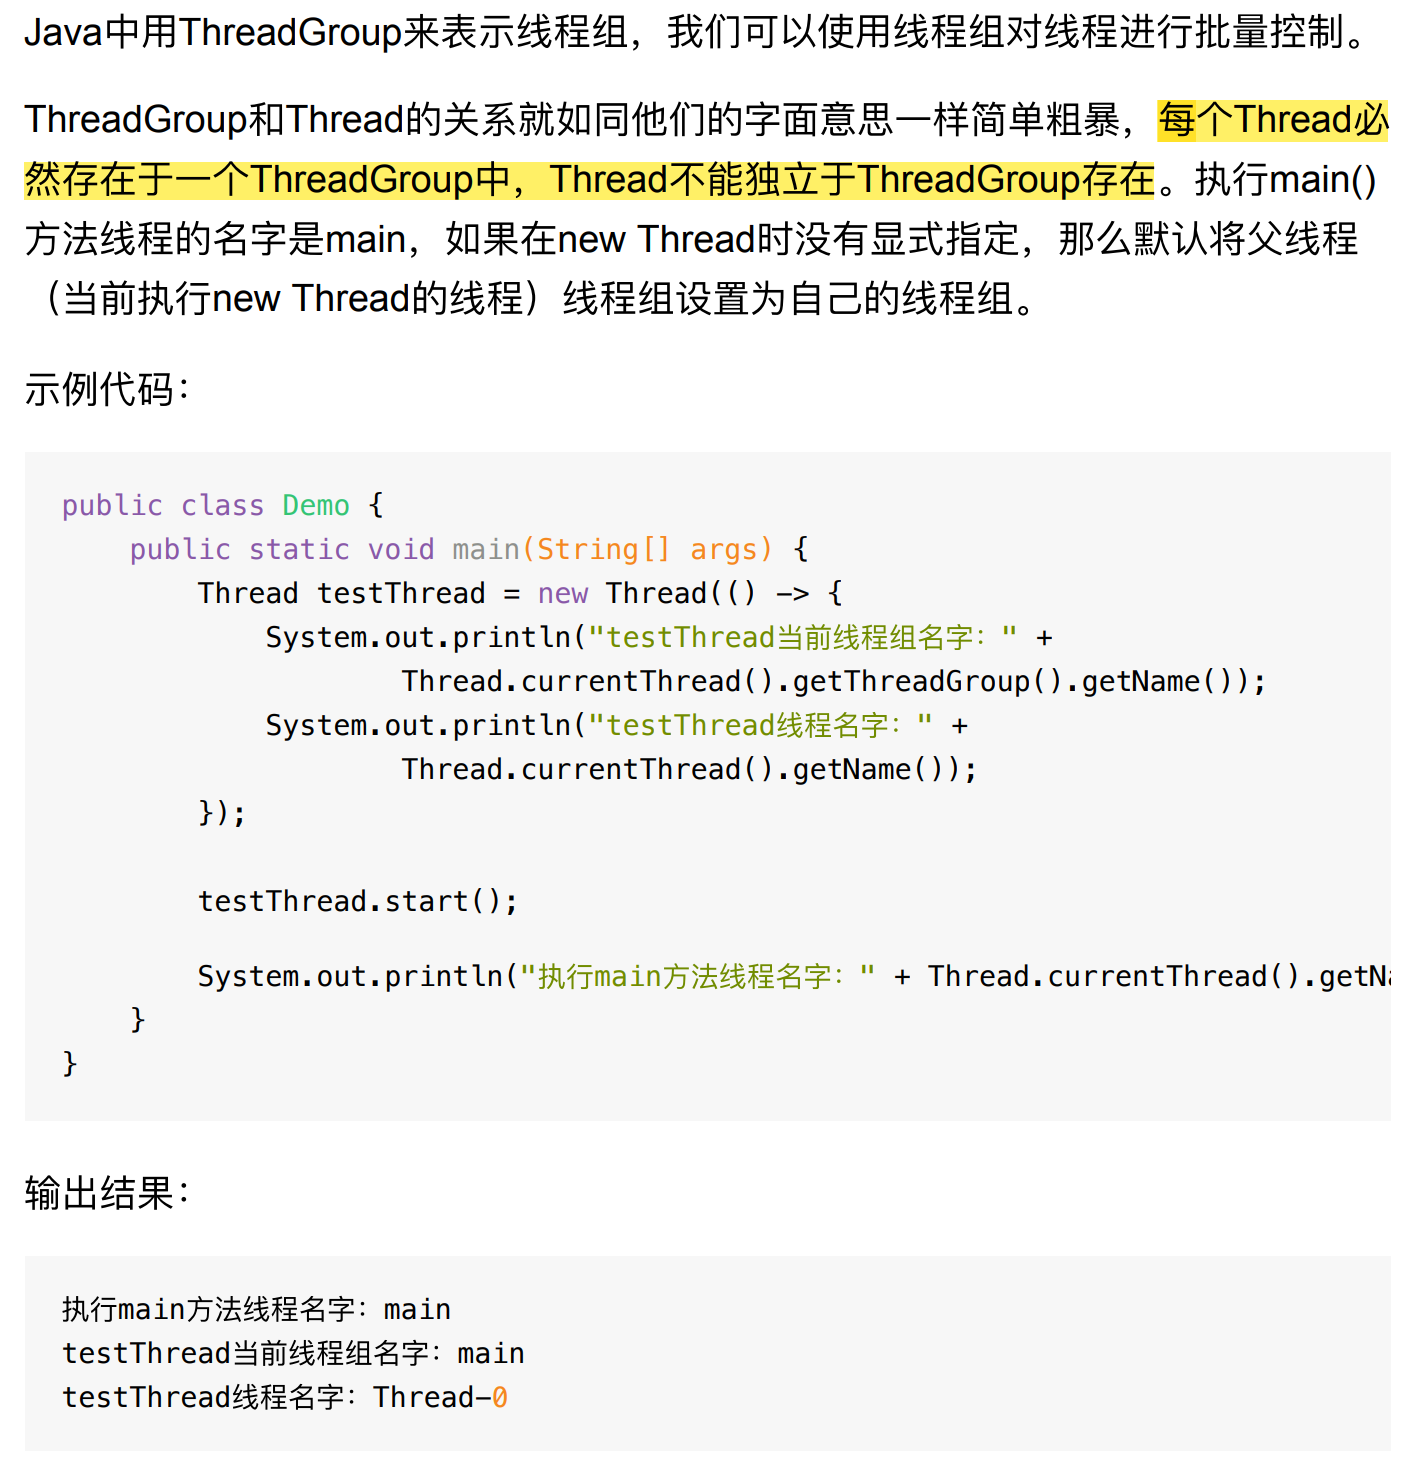 Java中用ThreadGroup来表示线程组，我们可以使用线程组对线程进行批量控制。
ThreadGroup和Thread的关系就如同他们的字面意思一样简单粗暴，每个Thread必
然存在于一个ThreadGroup中，Thread不能独立于ThreadGroup存在。执行main()
方法线程的名字是main，如果在new Thread时没有显式指定，那么默认将父线程
（当前执行new Thread的线程）线程组设置为自己的线程组。
示例代码：
public class Demo {
    public static void main(String[] args) {
        Thread testThread = new Thread(() -> {
            System.out.println("testThread当前线程组名字：" +
                    Thread.currentThread().getThreadGroup().getName());
            System.out.println("testThread线程名字：" +
                    Thread.currentThread().getName());
        });
        testThread.start();
        System.out.println("执行main方法线程名字：" + Thread.currentThread().getNa
    }
}
输出结果：
执行main方法线程名字：main
testThread当前线程组名字：main
testThread线程名字：Thread-0